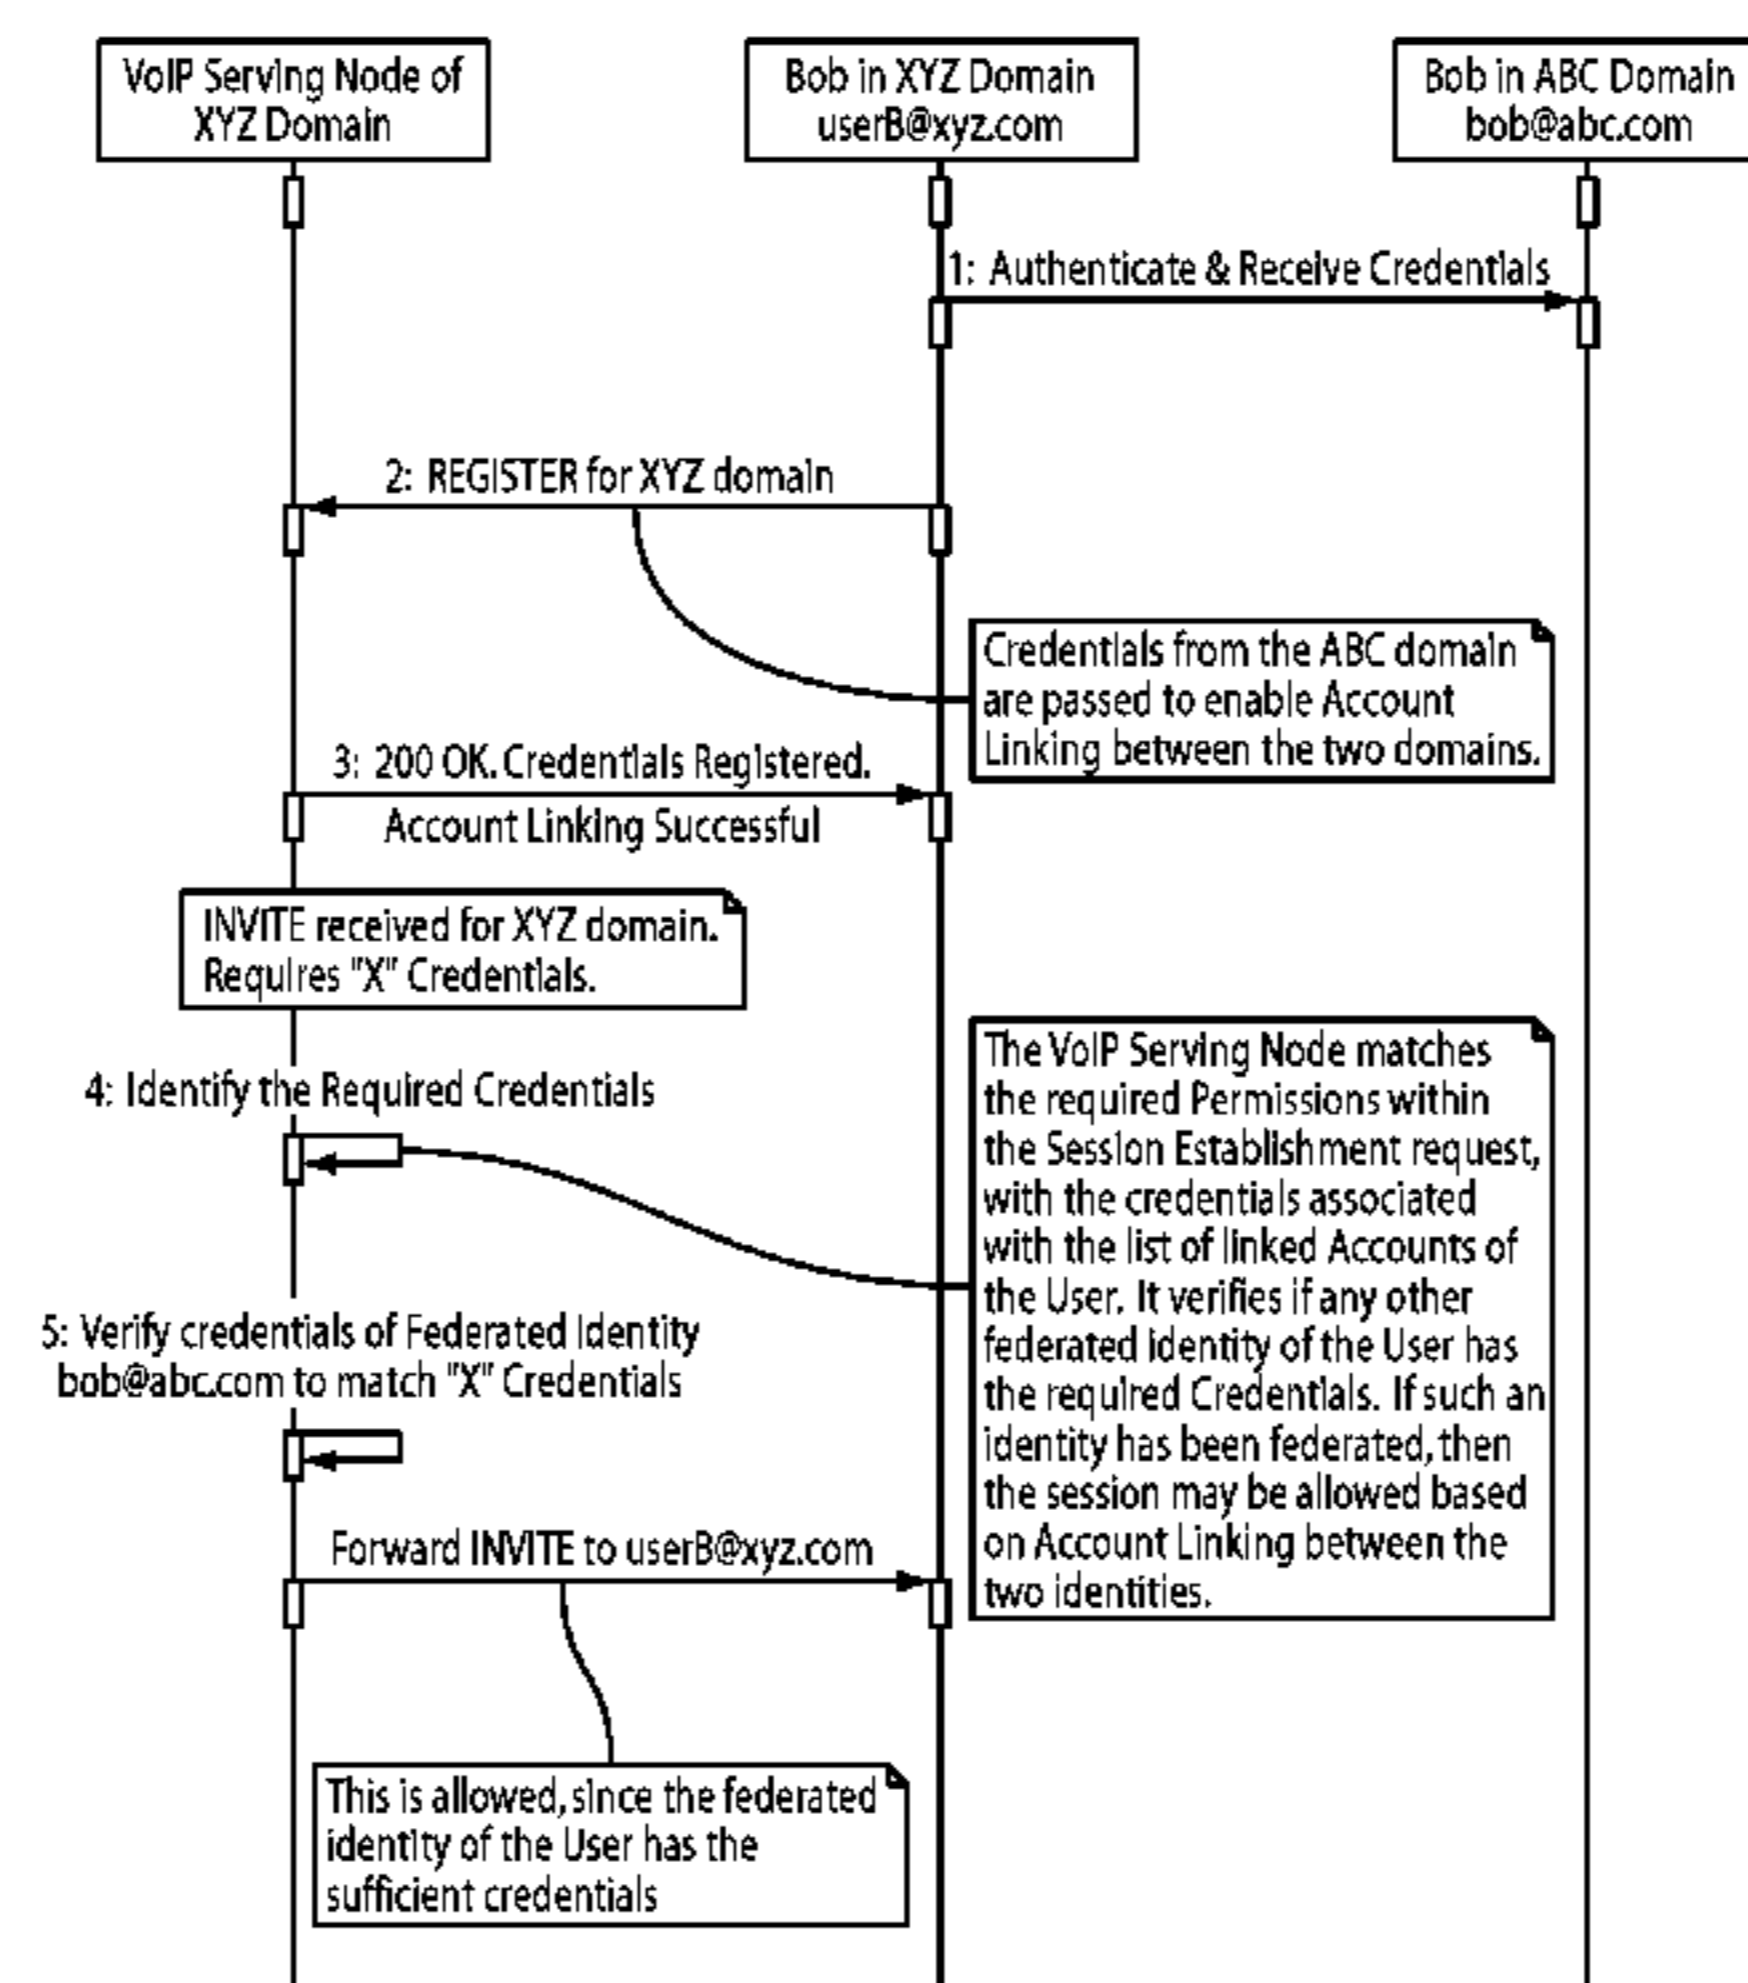 VoIP Serving Node of
XYZ Domain
Bob in XYZ Domain
userB@xyz.com
Bob in ABC Domain
bob@abc.com
1: Authenticate & Receive Credentials
2: REGISTER for XYZ domain
Credentials from the ABC domain
are passed to enable Account
Linking between the two domains.
3: 200 OK. Credentials Registered.
Account Linking Successful
INVITE received for XYZ domain.
Requires "X" Credentials.
4: Identify the Required Credentials
The VoIP Serving Node matches
the required Permissions within
the Session Establishment request,
with the credentials associated
with the list of linked Accounts of
the User. It verifies if any other
federated identity of the User has
the required Credentials. If such an
identity has been federated, then
the session may be allowed based
on Account Linking between the
two identities.
5: Verify credentials of Federated Identity
bob@abc.com to match "X" Credentials
Forward INVITE to userB@xyz.com
This is allowed, since the federated
identity of the User has the
sufficient credentials